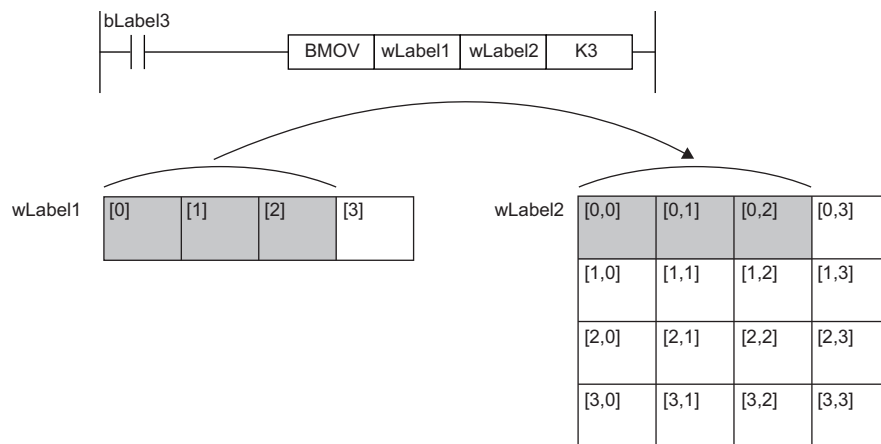 bLabel3
BMOV wLabel1 wLabel2 K3
wLabel1 [0] [1] [2] [3]
wLabel2 [0,0] [0,1] [0,2] [0,3]
[1,0] [1,1] [1,2] [1,3]
[2,0] [2,1] [2,2] [2,3]
[3,0] [3,1] [3,2] [3,3]